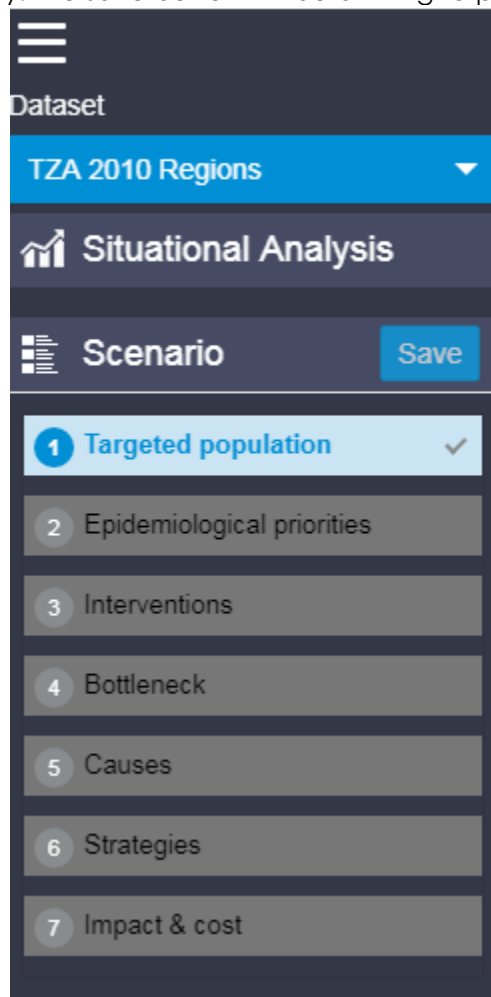 Dataset
TZA 2010 Regions
Situational Analysis
Scenario
Save
1 Targeted population
2 Epidemiological priorities
3 Interventions
4 Bottleneck
5 Causes
6 Strategies
7 Impact & cost